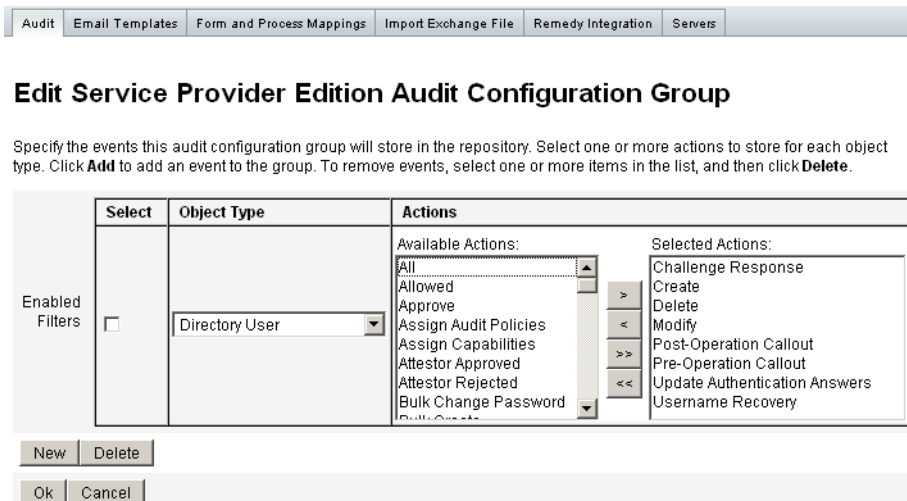 Audit Email Templates Form and Process Mappings Import Exchange File Remedy Integration Servers
Edit Service Provider Edition Audit Configuration Group
Specify the events this audit configuration group will store in the repository. Select one or more actions to store for each object
type. Click Add to add an event to the group. To remove events, select one or more items in the list, and then click Delete.
Select Object Type Actions
Enabled Filters
Directory User
Available Actions:
All
Allowed
Approve
Assign Audit Policies
Assign Capabilities
Attestor Approved
Attestor Rejected
Bulk Change Password
>
<
>>
<<
Selected Actions:
Challenge Response
Create
Delete
Modify
Post-Operation Callout
Pre-Operation Callout
Update Authentication Answers
Username Recovery
New Delete
Ok Cancel